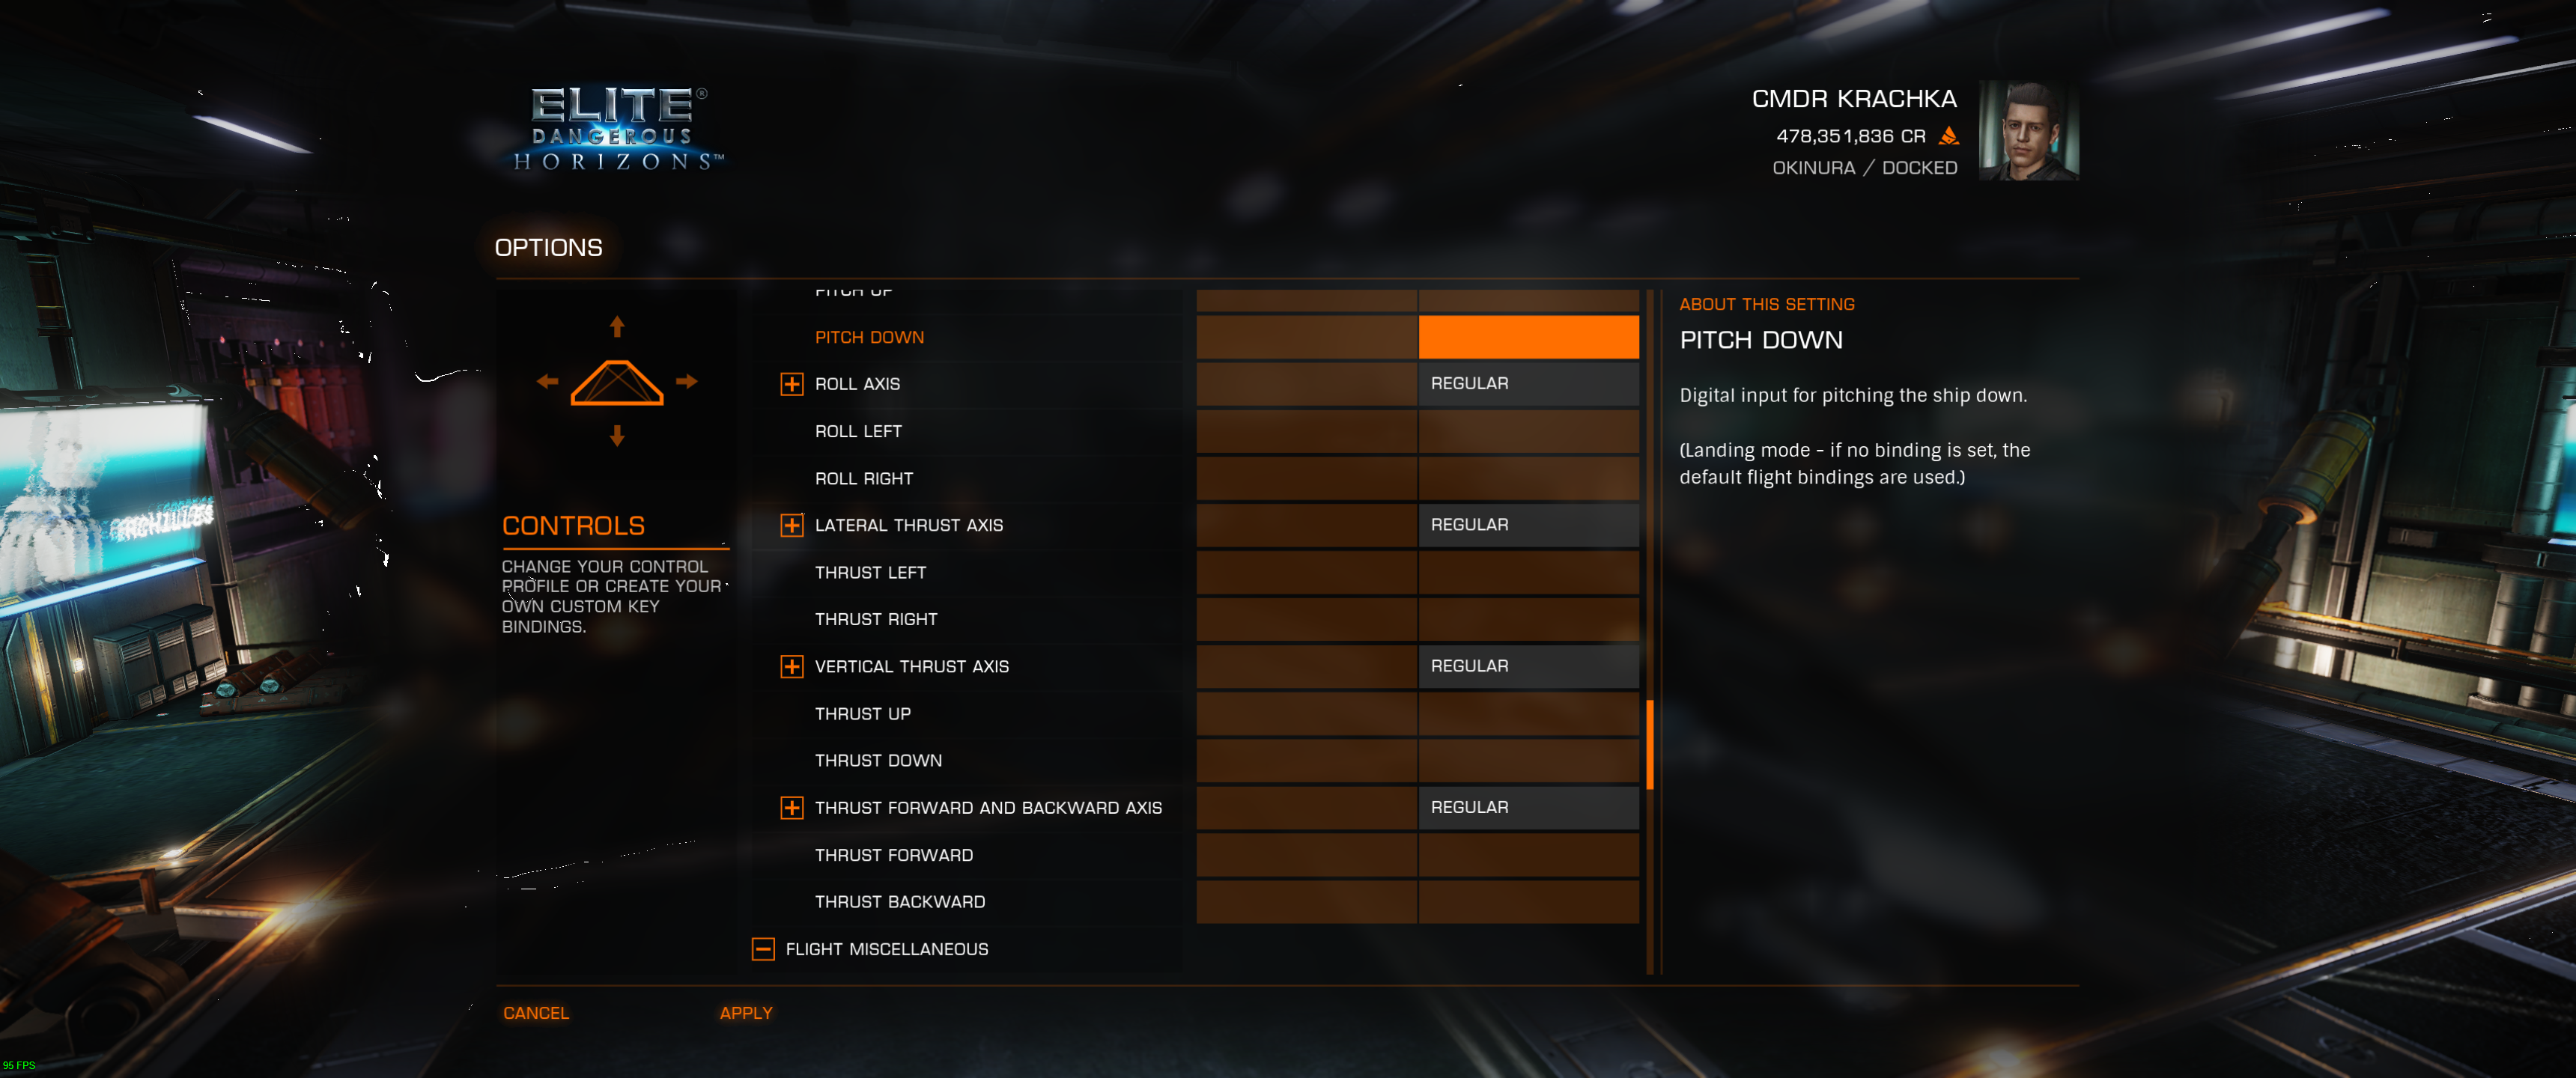 ELITE®
DANGEROUS
HORIZONS™
CMDR KRACHKA
478,351,836 CR
OKINURA / DOCKED
OPTIONS
PITCH UP
PITCH DOWN
ROLL AXIS REGULAR
ROLL LEFT
ROLL RIGHT
LATERAL THRUST AXIS REGULAR
THRUST LEFT
THRUST RIGHT
VERTICAL THRUST AXIS REGULAR
THRUST UP
THRUST DOWN
THRUST FORWARD AND BACKWARD AXIS REGULAR
THRUST FORWARD
THRUST BACKWARD
FLIGHT MISCELLANEOUS
CONTROLS
CHANGE YOUR CONTROL
PROFILE OR CREATE YOUR
OWN CUSTOM KEY
BINDINGS.
ABOUT THIS SETTING
PITCH DOWN
Digital input for pitching the ship down.
(Landing mode - if no binding is set, the
default flight bindings are used.)
CANCEL
APPLY
95 FPS